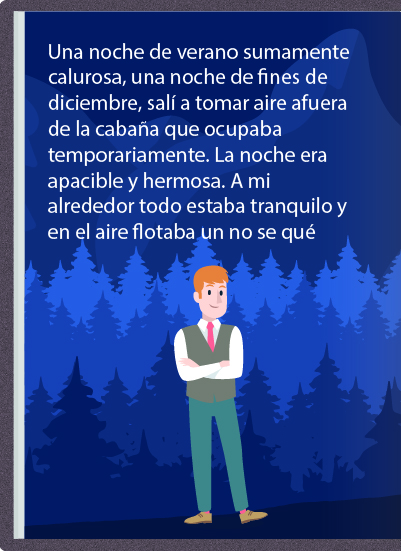 Una noche de verano sumamente
calurosa, una noche de fines de
diciembre, salí a tomar aire afuera
de la cabaña que ocupaba
temporariamente. La noche era
apacible y hermosa. A mi
alrededor todo estaba tranquilo y
en el aire flotaba un no se qué